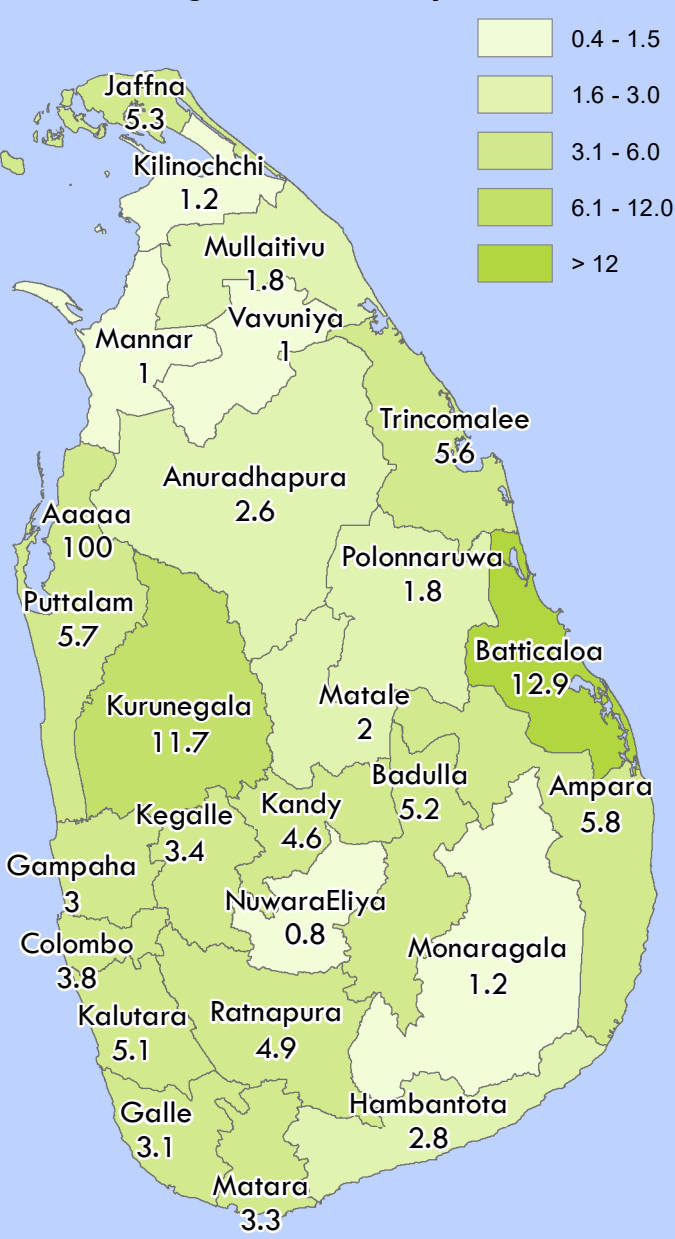 0.4 - 1.5
1.6 - 3.0
3.1 - 6.0
6.1 - 12.0
> 12
Jaffna
5.3
Kilinochchi
1.2
Mullaitivu
1.8
Vavuniya
1
Mannar
1
Trincomalee
5.6
Anuradhapura
2.6
Aaaaa
100
Polonnaruwa
1.8
Puttalam
5.7
Batticaloa
12.9
Kurunegala
11.7
Matale
2
Badulla
5.2
Ampara
5.8
Kandy
4.6
Kegalle
3.4
Gampaha
3
NuwaraEliya
0.8
Colombo
3.8
Monaragala
1.2
Kalutara
5.1
Ratnapura
4.9
Hambantota
2.8
Galle
3.1
Matara
3.3